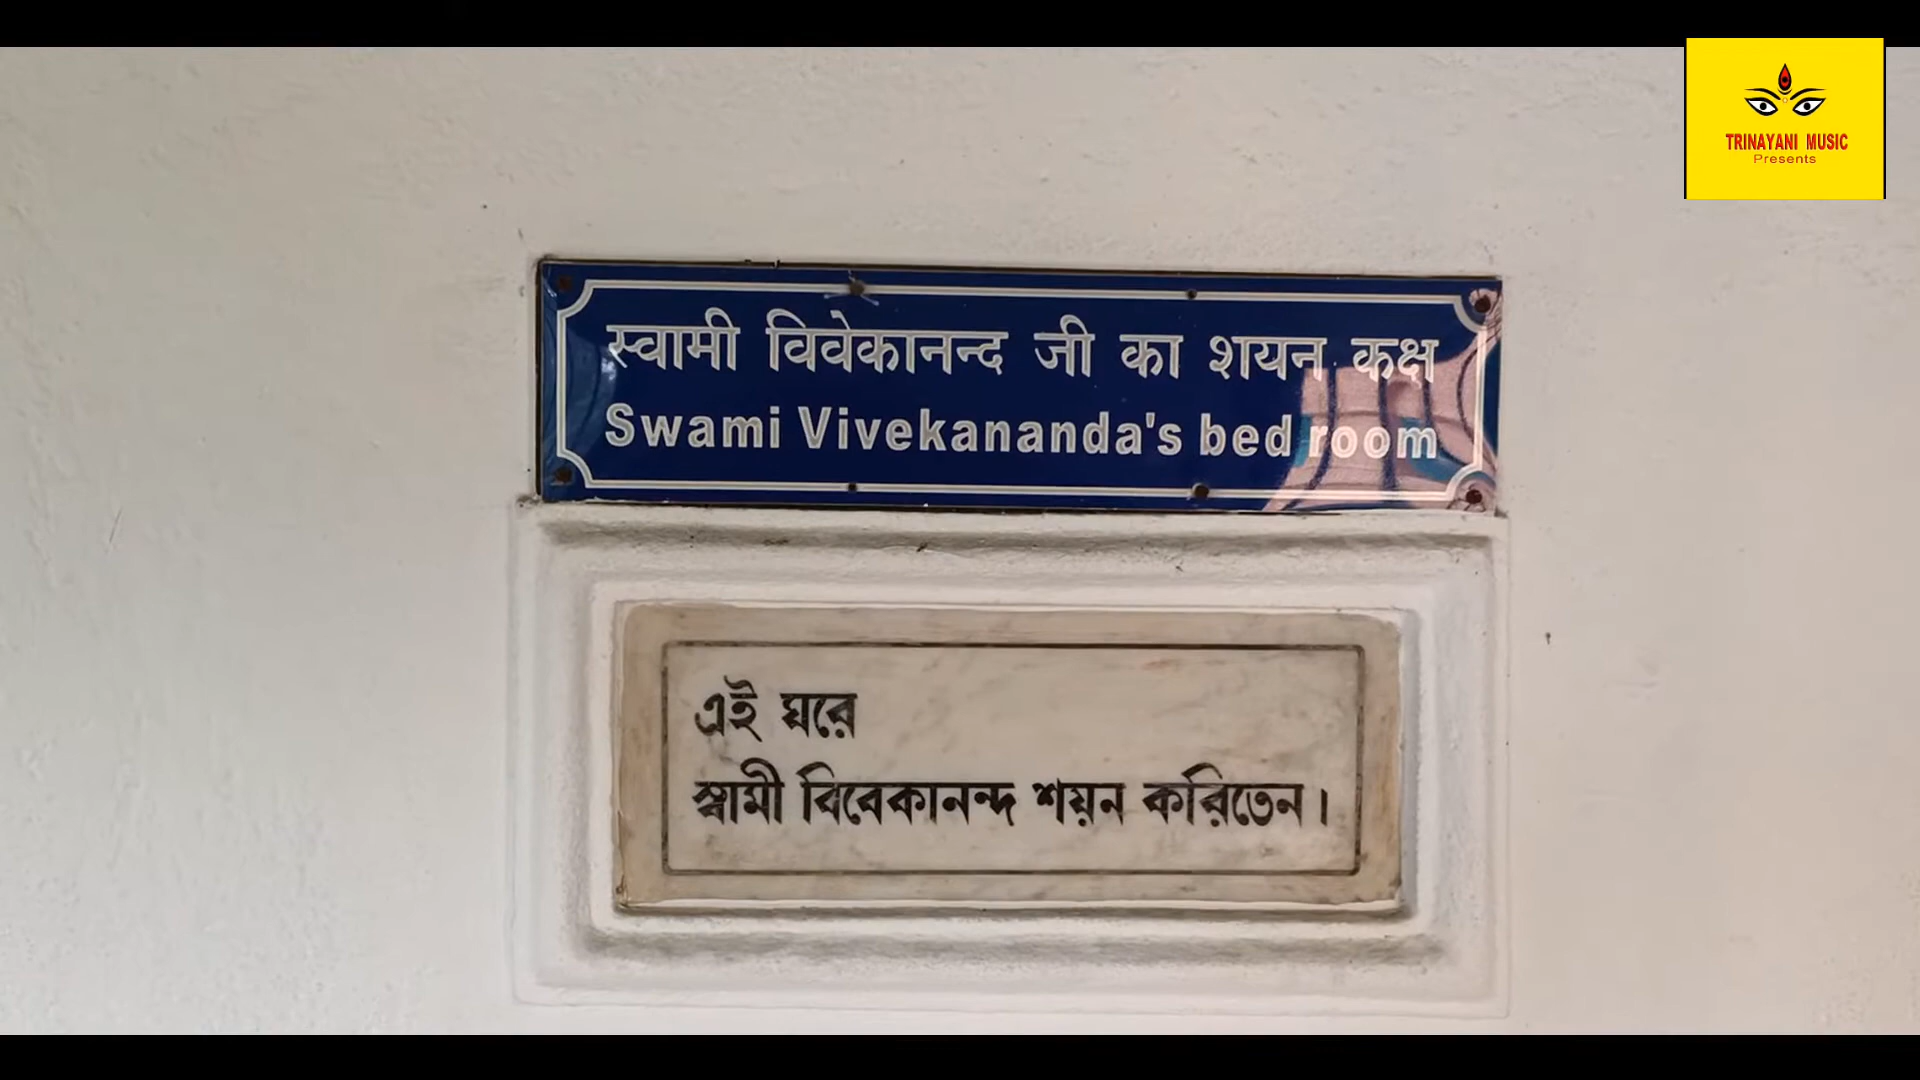 TRINAYANI MUSIC
Presents
स्वामी विवेकानन्द जी का शयन कक्ष
Swami Vivekananda's bed room
এই ঘরে
স্বামী বিবেকানন্দ শয়ন করিতেন।